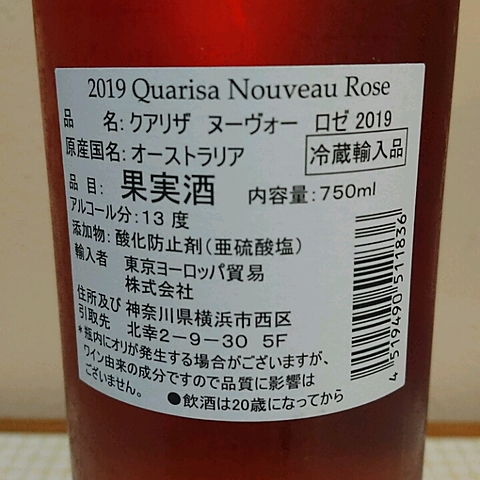 2019 Quarisa Nouveau Rose
品 名：クアリザ ヌーヴォー ロゼ 2019
原産国名：オーストラリア 冷蔵輸入品
品目： 果実酒 内容量：750ml
アルコール分：13 度
添加物：酸化防止剤（亜硫酸塩）
輸入者 東京ヨーロッパ貿易
株式会社
住所及び 神奈川県横浜市西区
引取先 北幸2－9－30 5F
＊瓶内にオリが発生する場合がございますが、
ワイン由来の成分ですので品質に影響は
ございません。
●飲酒は20歳になってから
4 519490 511836